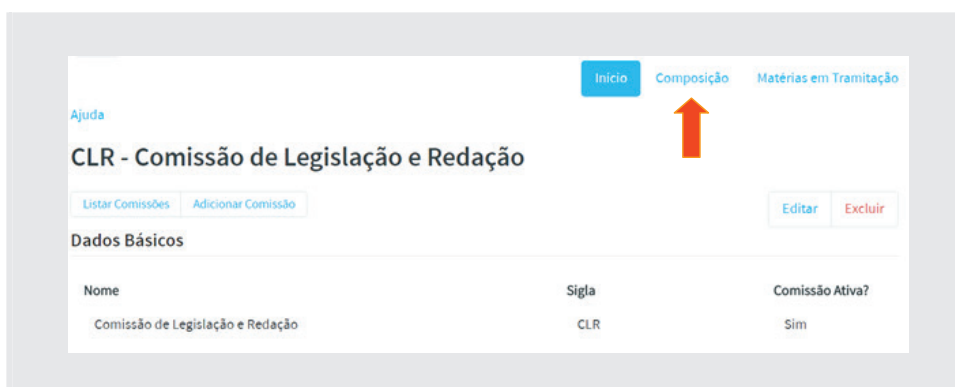 Início Composição Matérias em Tramitação
Ajuda
CLR - Comissão de Legislação e Redação
Listar Comissões Adicionar Comissão Editar Excluir
Dados Básicos
Nome Sigla Comissão Ativa?
Comissão de Legislação e Redação CLR Sim